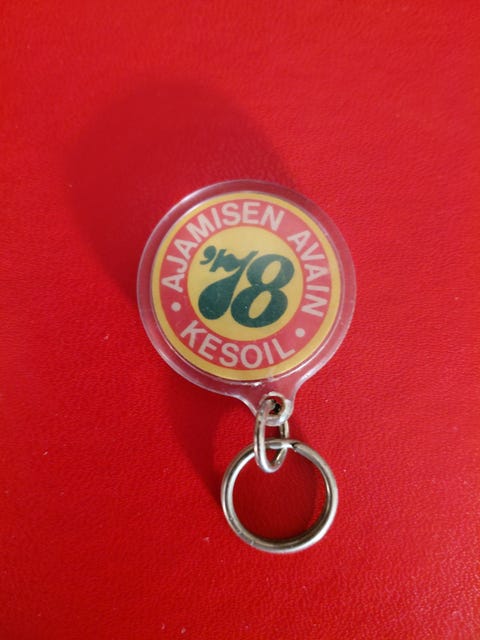 AJAMISEN AVAIN
'78
• KESOIL •